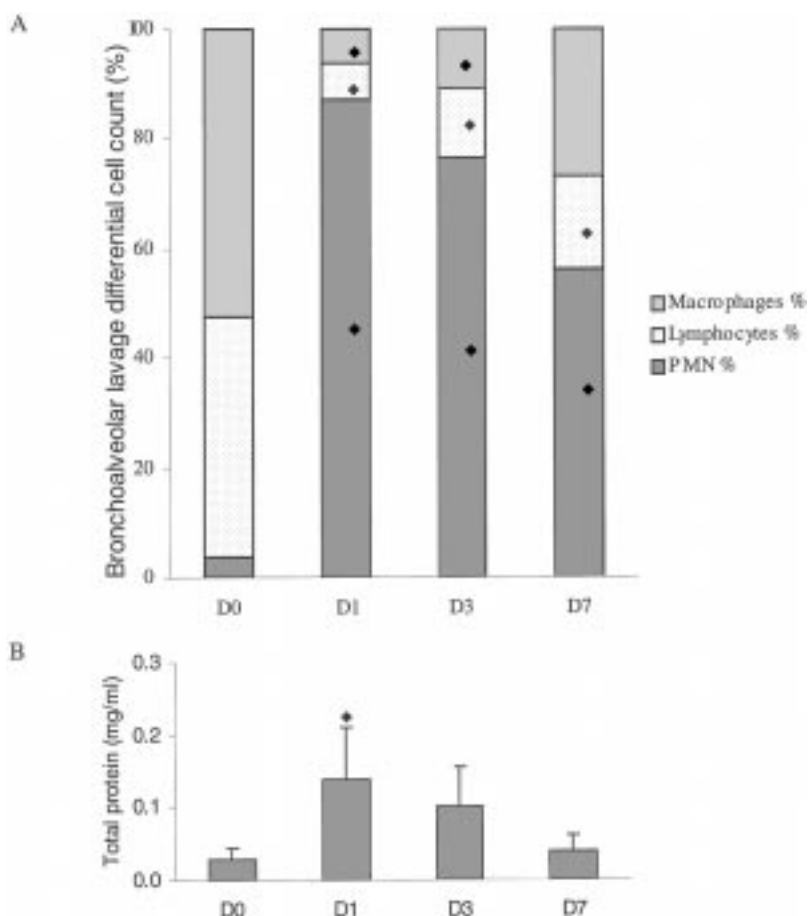 A
Bronchoalveolar lavage differential cell count (%)
100
80
60
40
20
0
D0 D1 D3 D7
Macrophages %
Lymphocytes %
PMN %
B
Total protein (mg/ml)
0.3
0.2
0.1
0.0
D0 D1 D3 D7